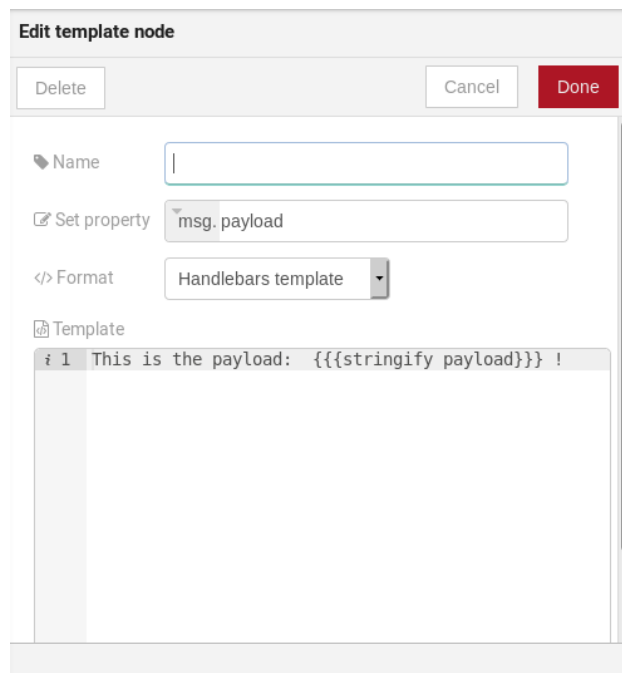 Edit template node
Delete
Cancel
Done
Name
Set property
msg. payload
</> Format
Handlebars template
Template
i 1 This is the payload:  {{{stringify payload}}} !